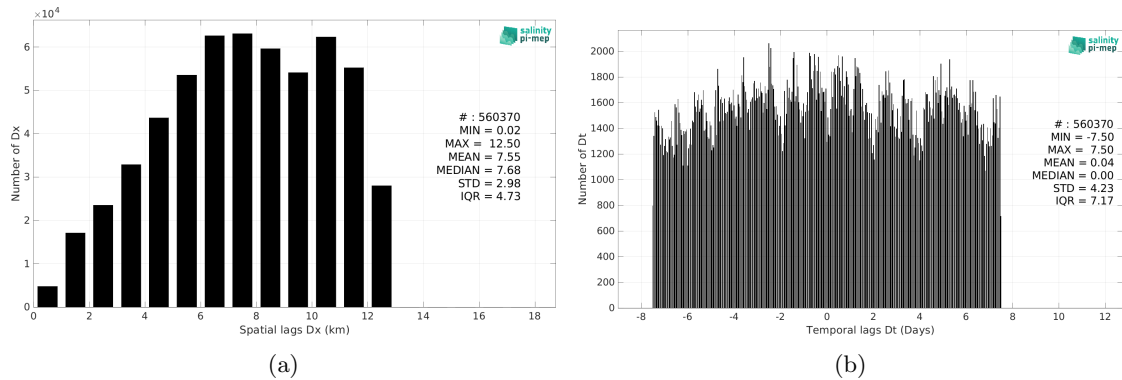 ×10⁴
6
5
4
3
2
1
0
Number of Dx
0 2 4 6 8 10 12 14 16 18
Spatial lags Dx (km)
salinity
pi-mep
# : 560370
MIN = 0.02
MAX = 12.50
MEAN = 7.55
MEDIAN = 7.68
STD = 2.98
IQR = 4.73
(a)
2000
1800
1600
1400
1200
1000
800
600
400
200
0
Number of Dt
-8 -6 -4 -2 0 2 4 6 8 10 12
Temporal lags Dt (Days)
salinity
pi-mep
# : 560370
MIN = -7.50
MAX = 7.50
MEAN = 0.04
MEDIAN = 0.00
STD = 4.23
IQR = 7.17
(b)